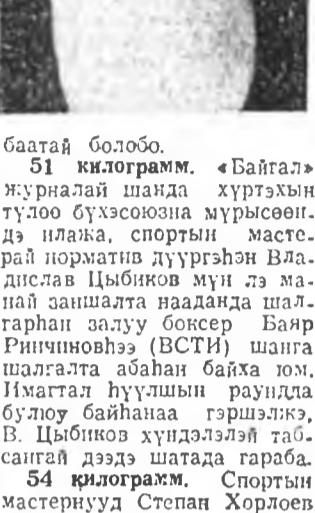 баатай болобо.
51 килограмм. «Байгал»
журналай шанда хүртэхын
түлоо бүхэсоюзна мүрысөөн-
дэ илажа, спортын масте-
рай норматив дүүргэһэн Вла-
дислав Цыбиков мүн лэ ма-
най заншалта нааданда шал-
гарһан залуу боксер Баяр
Ринчиновһээ (ВСТИ) шанга
шалгалта абаһан байха юм.
Имагтал һүүлшын раундда
булюу байһанаа гэршэлжэ,
В. Цыбиков хүндэлэлэй таб-
сангай дээдэ шатада гараба.
54 килограмм. Спортын
мастернууд Степан Хорлоев